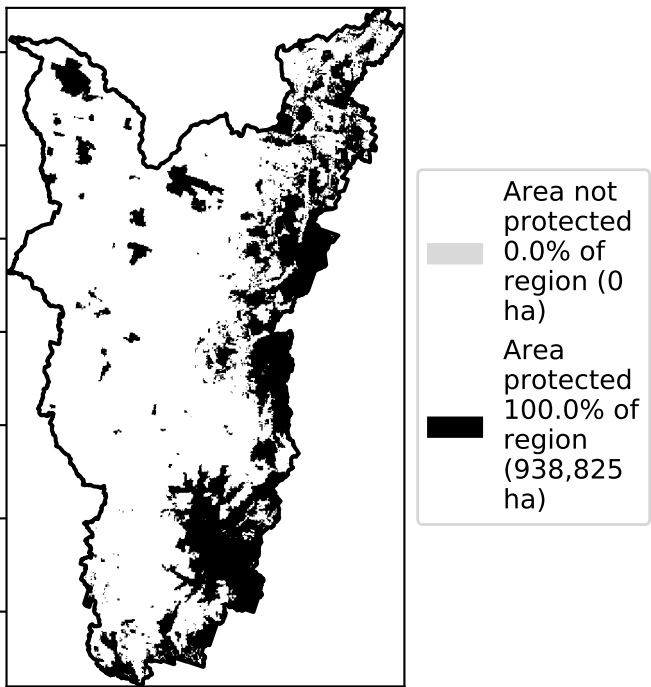 Area not
protected
0.0% of
region (0
ha)
Area
protected
100.0% of
region
(938,825
ha)